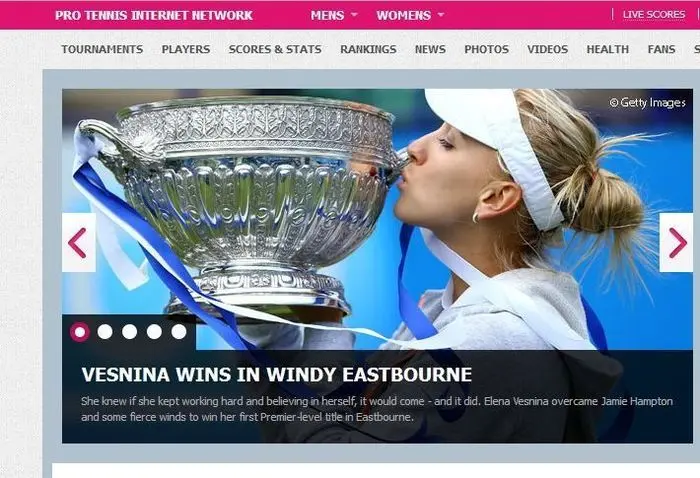 PRO TENNIS INTERNET NETWORK MENS WOMENS LIVE SCORES
TOURNAMENTS PLAYERS SCORES & STATS RANKINGS NEWS PHOTOS VIDEOS HEALTH FANS S
© Getty Images
VESNINA WINS IN WINDY EASTBOURNE
She knew if she kept working hard and believing in herself, it would come - and it did. Elena Vesnina overcame Jamie Hampton
and some fierce winds to win her first Premier-level title in Eastbourne.